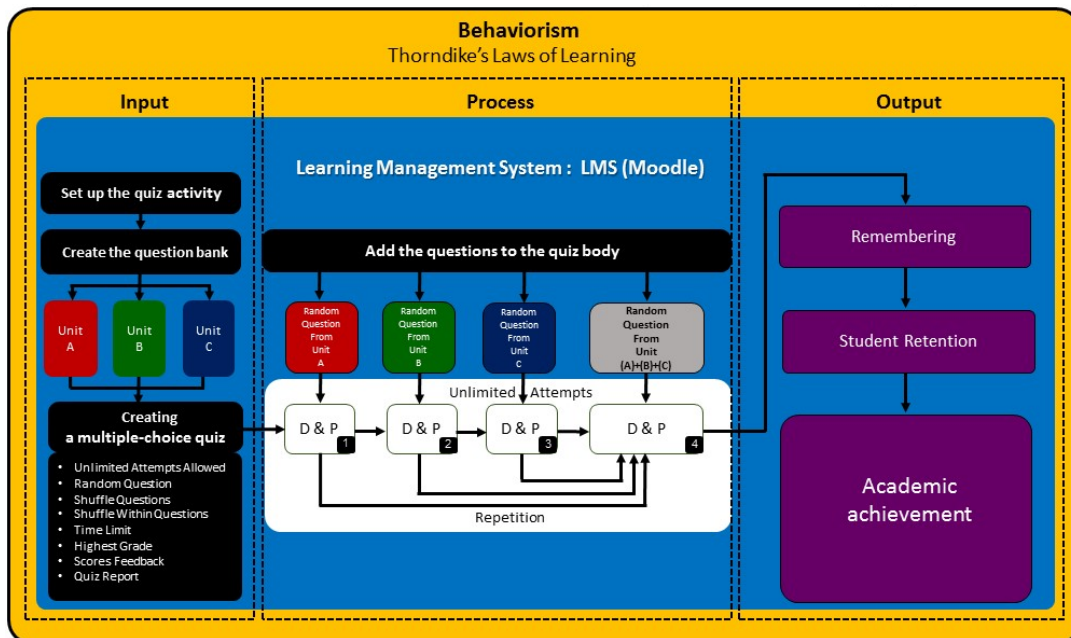 Behaviorism
Thorndike's Laws of Learning
Input
Process
Output
Learning Management System : LMS (Moodle)
Set up the quiz activity
Create the question bank
Unit
A
Unit
B
Unit
C
Creating
a multiple-choice quiz
• Unlimited Attempts Allowed
• Random Question
• Shuffle Questions
• Shuffle Within Questions
• Time Limit
• Highest Grade
• Scores Feedback
• Quiz Report
Add the questions to the quiz body
Random
Question
From
Unit
A
Random
Question
From
Unit
B
Random
Question
From
Unit
C
Random
Question
From
Unit
(A)+(B)+(C)
Unlimited Attempts
D & P
1
D & P
2
D & P
3
D & P
4
Repetition
Remembering
Student Retention
Academic
achievement